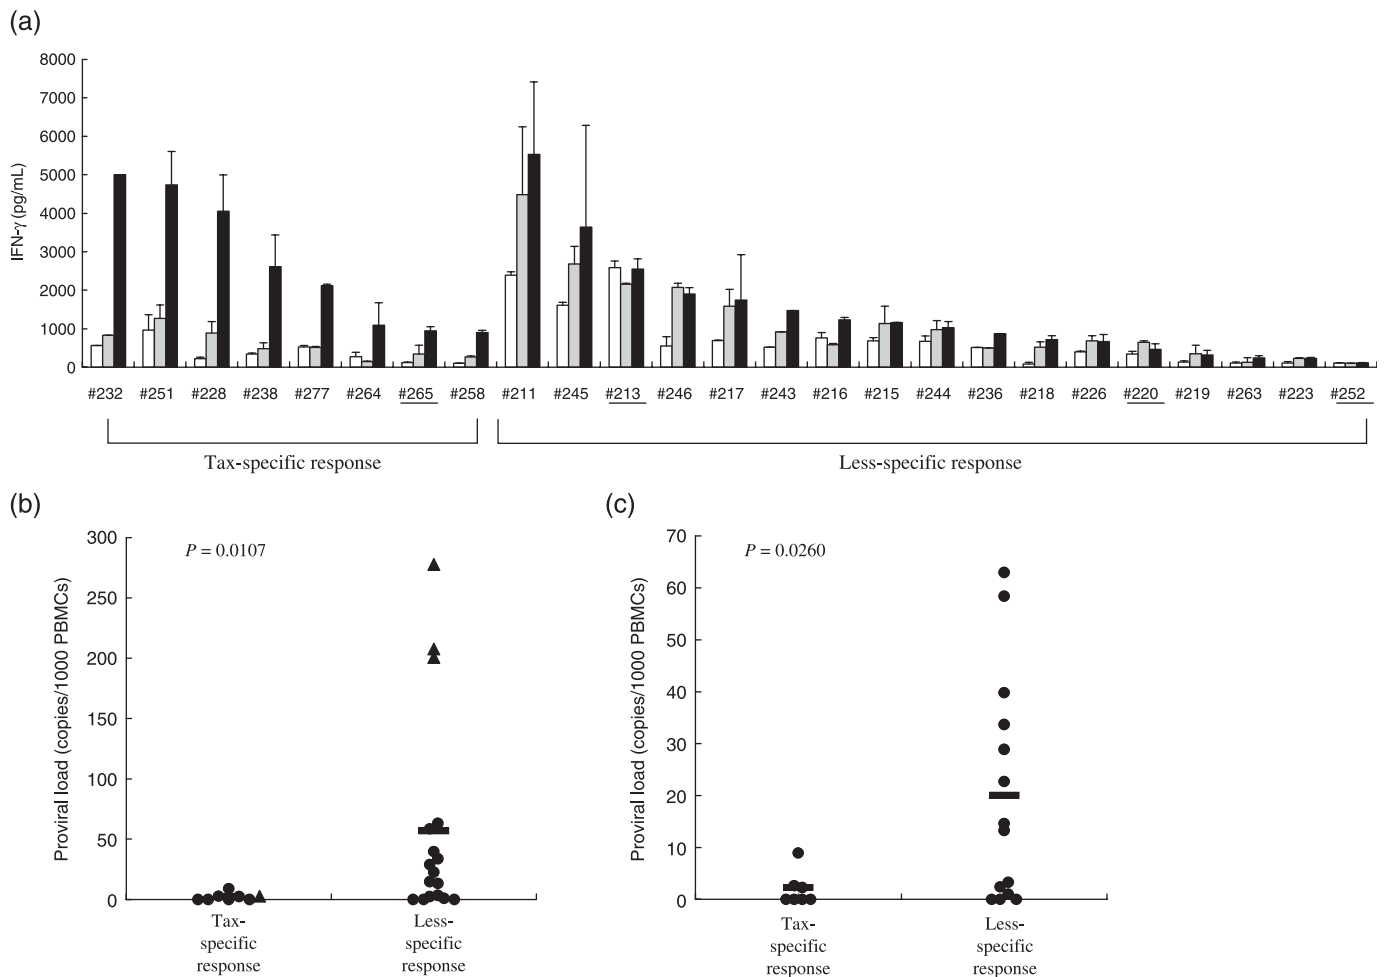 (a)
8000
7000
6000
5000
4000
3000
2000
1000
0
IFN-γ (pg/mL)
#232 #251 #228 #238 #277 #264 #265 #258 #211 #245 #213 #246 #217 #243 #216 #215 #244 #236 #218 #226 #220 #219 #263 #223 #252
Tax-specific response Less-specific response
(b)
P = 0.0107
300
250
200
150
100
50
0
Proviral load (copies/1000 PBMCs)
Tax-
specific
response
Less-
specific
response
(c)
P = 0.0260
70
60
50
40
30
20
10
0
Proviral load (copies/1000 PBMCs)
Tax-
specific
response
Less-
specific
response